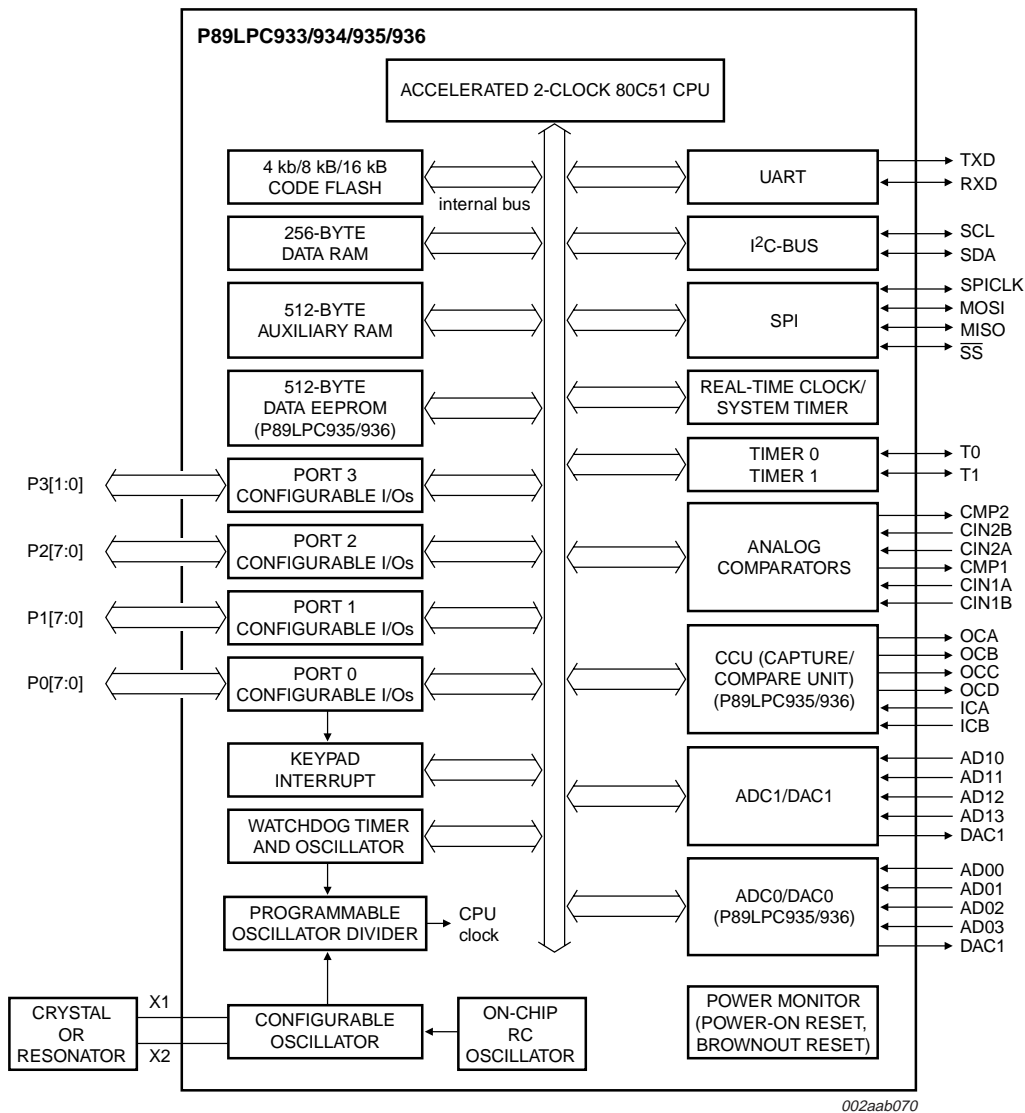 P89LPC933/934/935/936
ACCELERATED 2-CLOCK 80C51 CPU
4 kb/8 kB/16 kB
CODE FLASH
internal bus
256-BYTE
DATA RAM
512-BYTE
AUXILIARY RAM
512-BYTE
DATA EEPROM
(P89LPC935/936)
P3[1:0]
PORT 3
CONFIGURABLE I/Os
P2[7:0]
PORT 2
CONFIGURABLE I/Os
P1[7:0]
PORT 1
CONFIGURABLE I/Os
P0[7:0]
PORT 0
CONFIGURABLE I/Os
KEYPAD
INTERRUPT
WATCHDOG TIMER
AND OSCILLATOR
PROGRAMMABLE
OSCILLATOR DIVIDER
CPU
clock
CRYSTAL
OR
RESONATOR
X1
X2
CONFIGURABLE
OSCILLATOR
ON-CHIP
RC
OSCILLATOR
UART
TXD
RXD
I2C-BUS
SCL
SDA
SPI
SPICLK
MOSI
MISO
SS
REAL-TIME CLOCK/
SYSTEM TIMER
TIMER 0
TIMER 1
T0
T1
ANALOG
COMPARATORS
CMP2
CIN2B
CIN2A
CMP1
CIN1A
CIN1B
CCU (CAPTURE/
COMPARE UNIT)
(P89LPC935/936)
OCA
OCB
OCC
OCD
ICA
ICB
ADC1/DAC1
AD10
AD11
AD12
AD13
DAC1
ADC0/DAC0
(P89LPC935/936)
AD00
AD01
AD02
AD03
DAC1
POWER MONITOR
(POWER-ON RESET,
BROWNOUT RESET)
002aab070